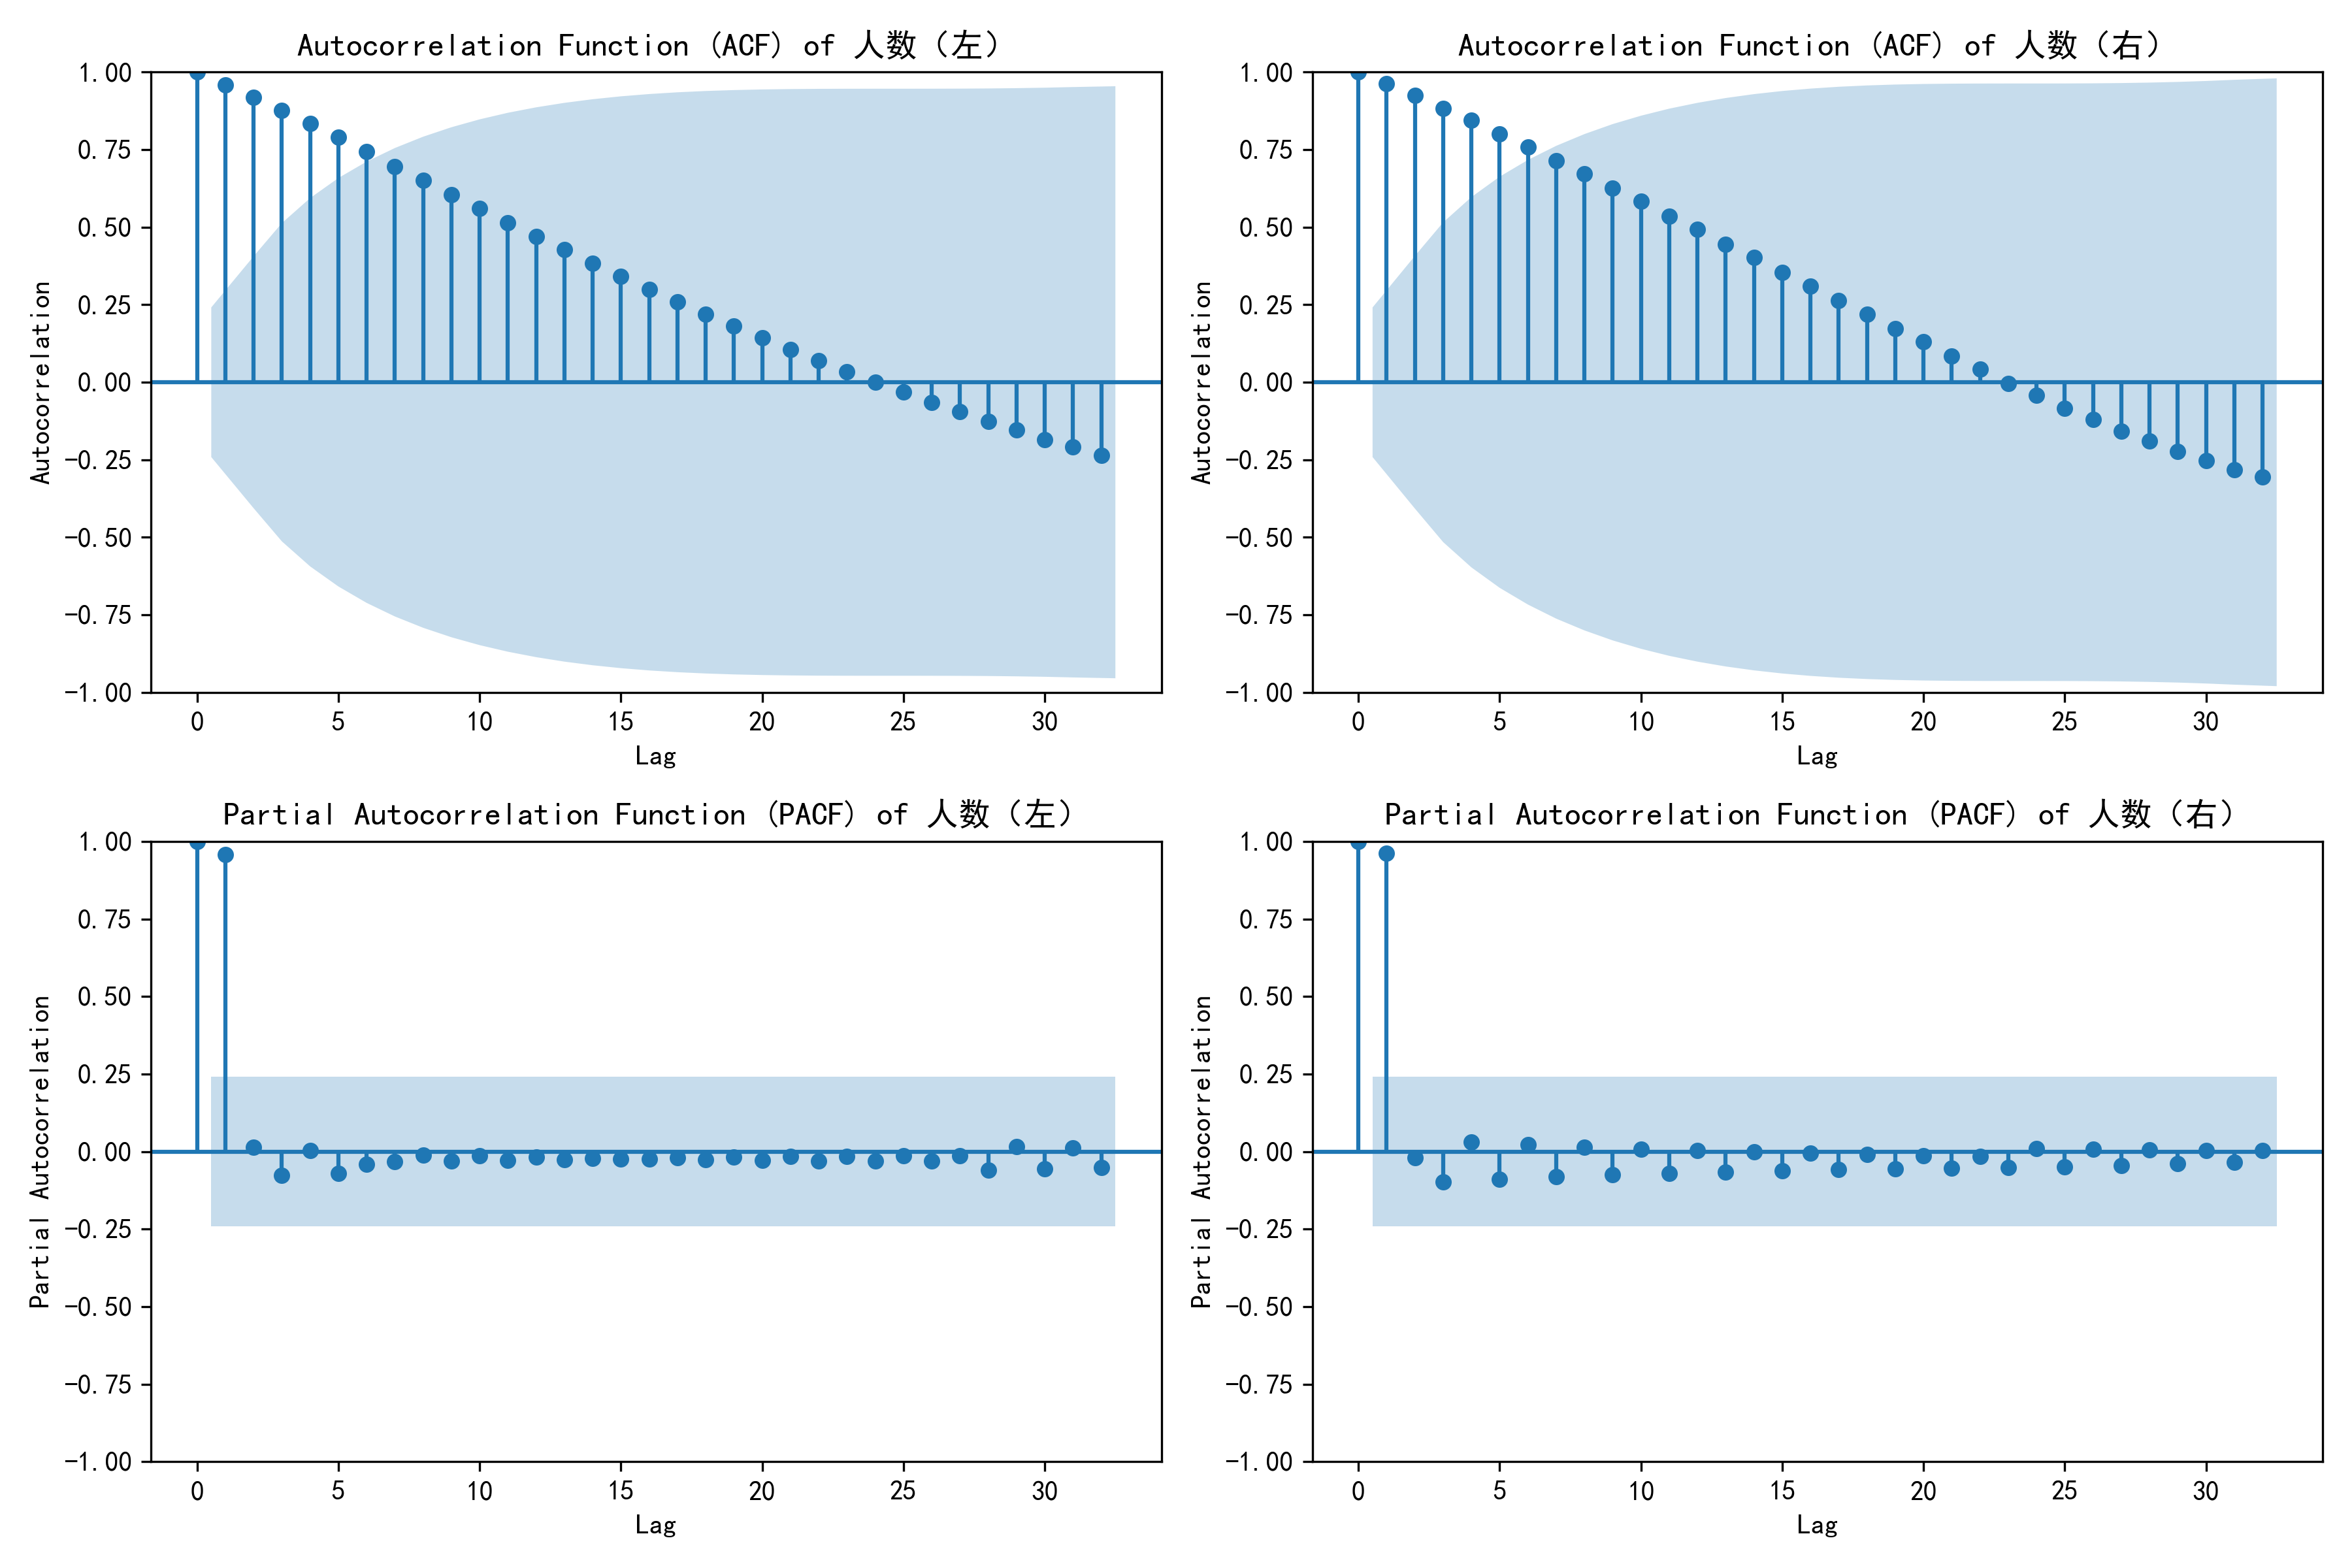 Autocorrelation Function (ACF) of 人数（左）
1.00
0.75
0.50
0.25
0.00
−0.25
−0.50
−0.75
−1.00
Autocorrelation
0 5 10 15 20 25 30
Lag
Autocorrelation Function (ACF) of 人数（右）
1.00
0.75
0.50
0.25
0.00
−0.25
−0.50
−0.75
−1.00
Autocorrelation
0 5 10 15 20 25 30
Lag
Partial Autocorrelation Function (PACF) of 人数（左）
1.00
0.75
0.50
0.25
0.00
−0.25
−0.50
−0.75
−1.00
Partial Autocorrelation
0 5 10 15 20 25 30
Lag
Partial Autocorrelation Function (PACF) of 人数（右）
1.00
0.75
0.50
0.25
0.00
−0.25
−0.50
−0.75
−1.00
Partial Autocorrelation
0 5 10 15 20 25 30
Lag